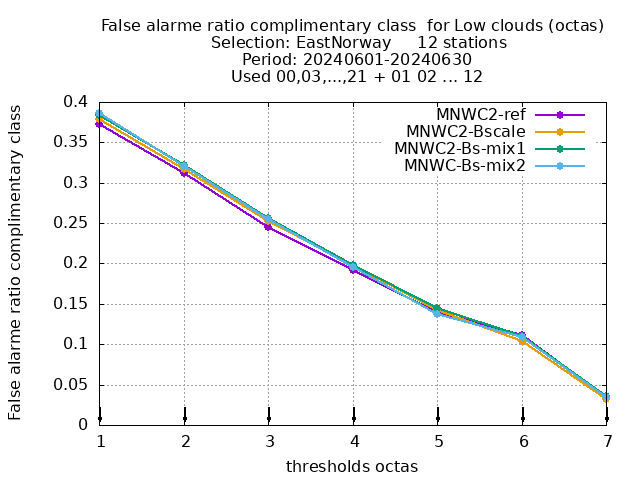 False alarme ratio complimentary class  for Low clouds (octas)
Selection: EastNorway     12 stations
Period: 20240601-20240630
Used 00,03,...,21 + 01 02 ... 12
False alarme ratio complimentary class
0.4
0.35
0.3
0.25
0.2
0.15
0.1
0.05
0
MNWC2-ref
MNWC2-Bscale
MNWC2-Bs-mix1
MNWC-Bs-mix2
1 2 3 4 5 6 7
thresholds octas